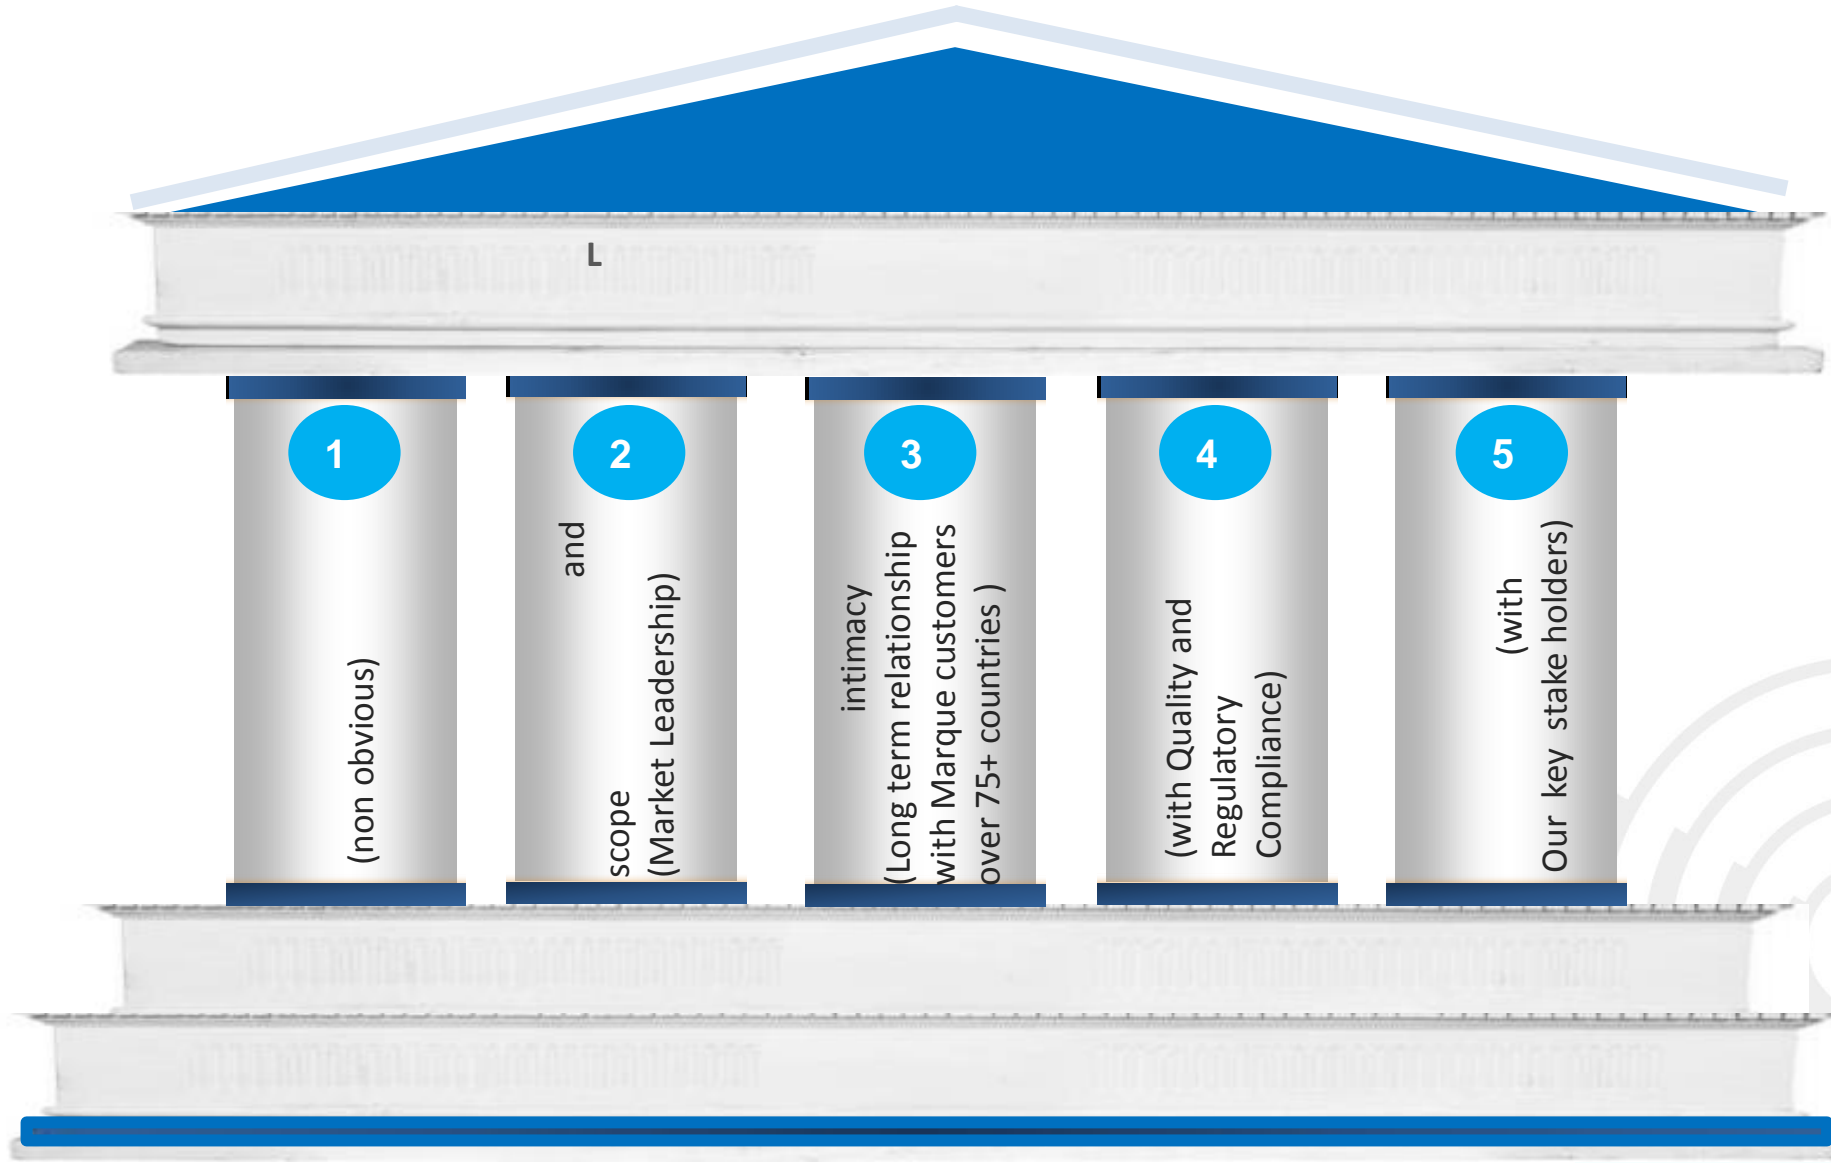 L
1
(non obvious)
2
and
scope
(Market Leadership)
3
intimacy
(Long term relationship
with Marque customers
over 75+ countries )
4
(with Quality and
Regulatory
Compliance)
5
(with
Our key stake holders)